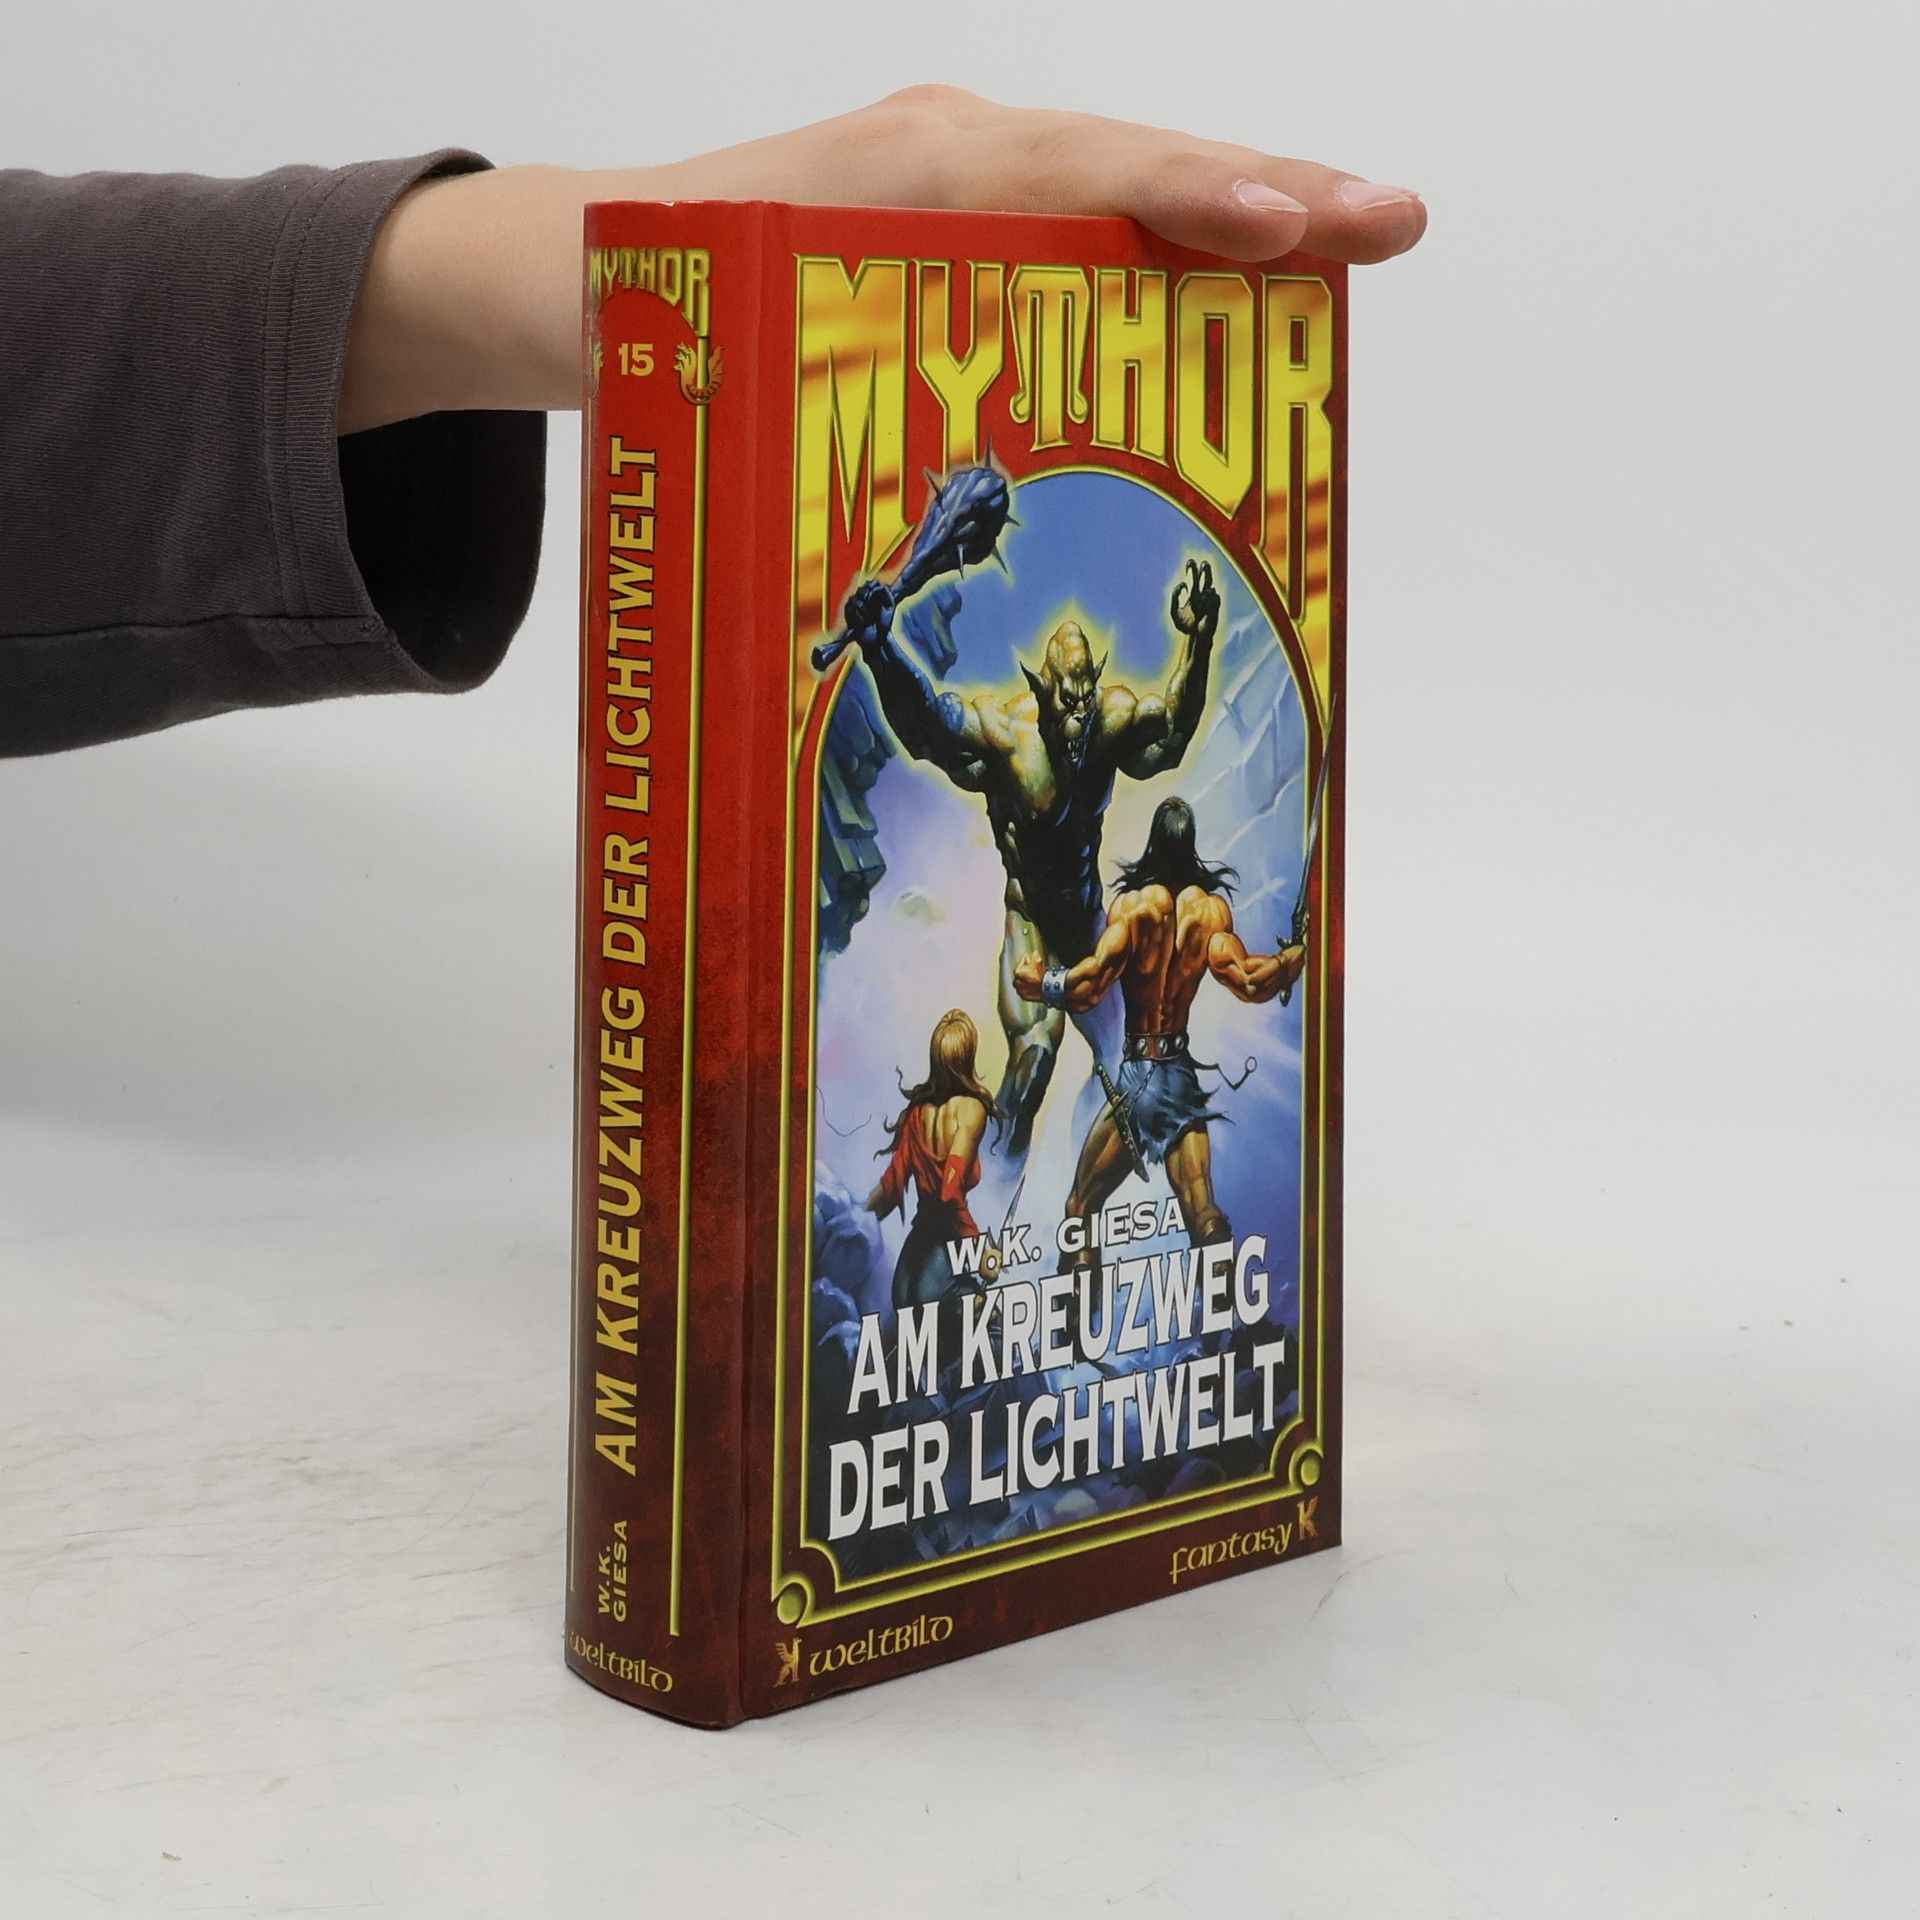 MYTHOR
15
AM KREUZWEG DER LICHTWELT
W.K.
GIESA
weltbild
MYTHOR
W.K. GIESA
AM KREUZWEG
DER LICHTWELT
fantasy
weltbild